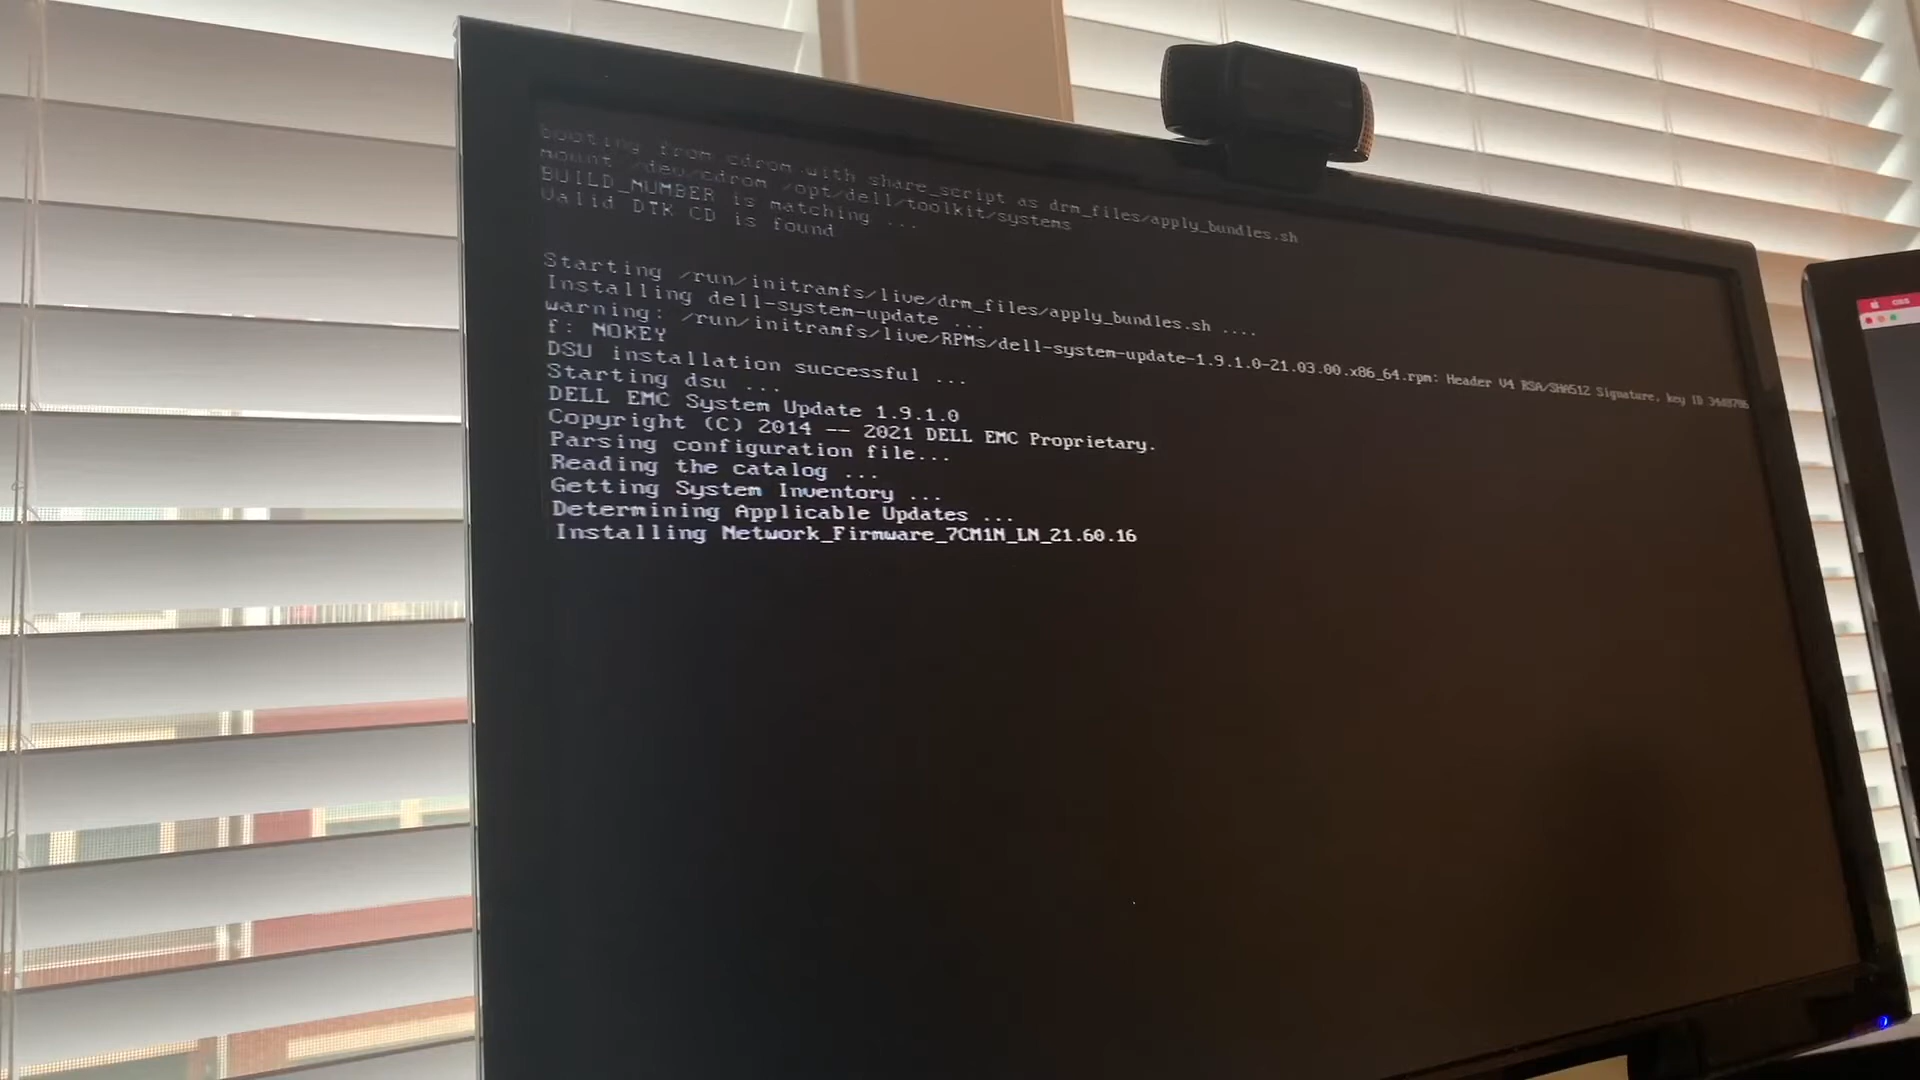 booting from cdrom with share_script as drm_files/apply_bundles.sh
mount /dev/cdrom /opt/dell/toolkit/systems
BUILD_NUMBER is matching ...
Valid DTK CD is found
Starting /run/initramfs/live/drm_files/apply_bundles.sh ....
Installing dell-system-update ...
warning: /run/initramfs/live/RPMs/dell-system-update-1.9.1.0-21.03.00.x86_64.rpm: Header V4 RSA/SHA512 Signature, key ID
f: NOKEY
DSU installation successful ...
Starting dsu ...
DELL EMC System Update 1.9.1.0
Copyright (C) 2014 -- 2021 DELL EMC Proprietary.
Parsing configuration file...
Reading the catalog ...
Getting System Inventory ...
Determining Applicable Updates ...
Installing Network_Firmware_7CM1N_LN_21.60.16
OBS